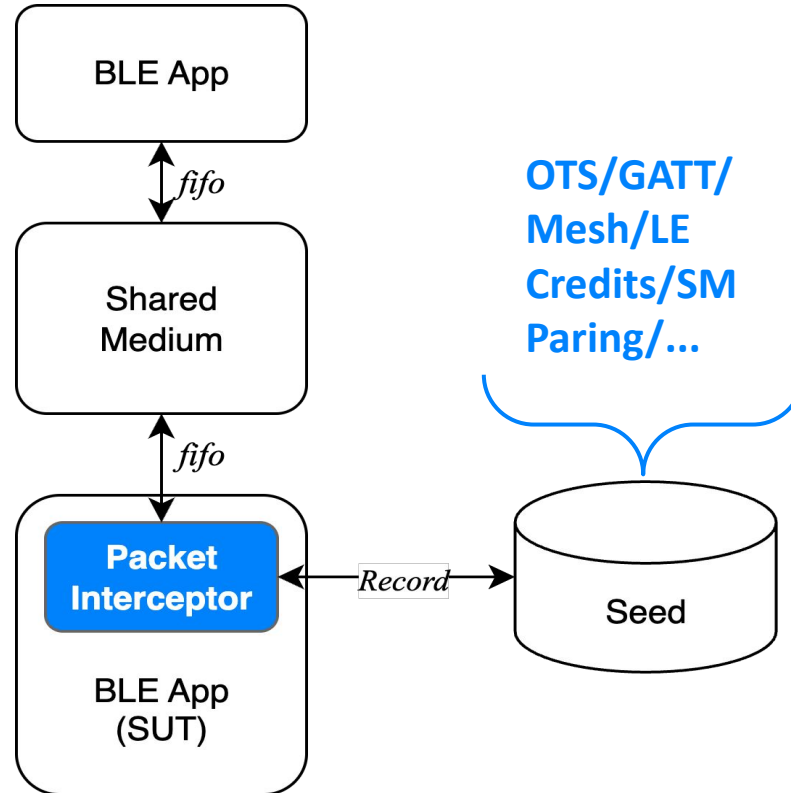 BLE App
fifo
Shared
Medium
fifo
Packet
Interceptor
BLE App
(SUT)
Record
OTS/GATT/
Mesh/LE
Credits/SM
Paring/...
Seed